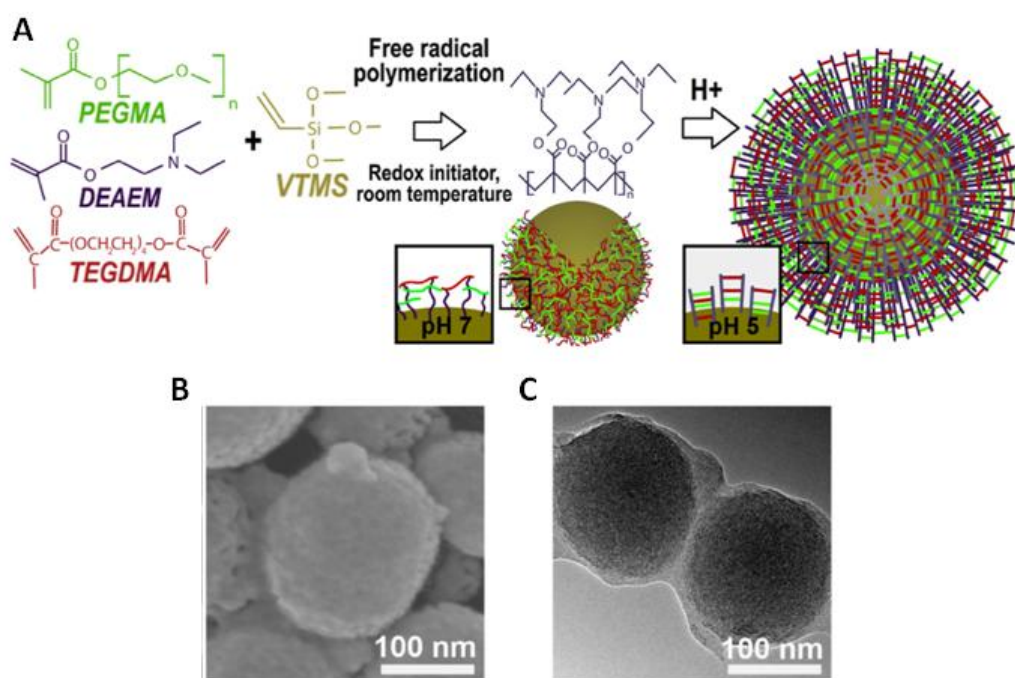 A
O
O
O
n
PEGMA
O
O
N
DEAEM
O
O
C
(OCH2CH2)4
O
C
TEGDMA
+
O
Si
O
O
VTMS
Free radical
polymerization
Redox initiator,
room temperature
N
N
N
O
O
O
O
O
O
n
H+
pH 7
pH 5
B
100 nm
C
100 nm